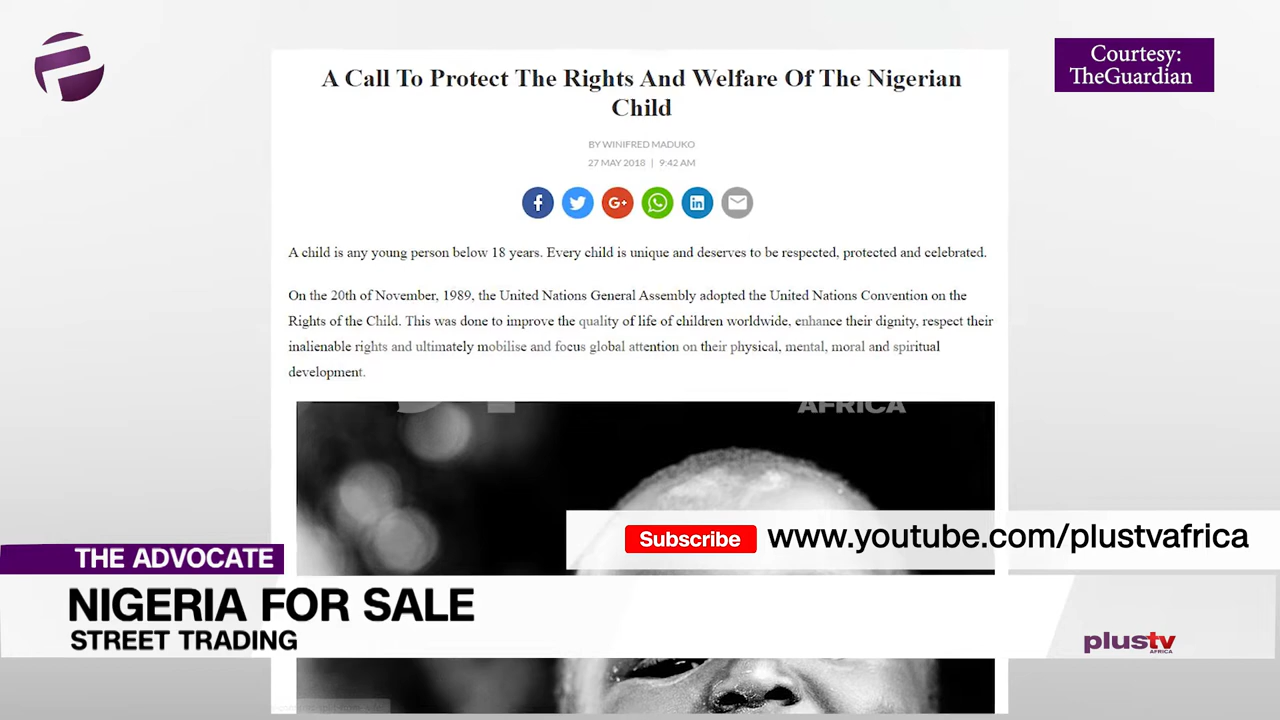 Courtesy:
TheGuardian
A Call To Protect The Rights And Welfare Of The Nigerian
Child
BY WINIFRED MADUKO
27 MAY 2018 | 9:42 AM
A child is any young person below 18 years. Every child is unique and deserves to be respected, protected and celebrated.
On the 20th of November, 1989, the United Nations General Assembly adopted the United Nations Convention on the
Rights of the Child. This was done to improve the quality of life of children worldwide, enhance their dignity, respect their
inalienable rights and ultimately mobilise and focus global attention on their physical, mental, moral and spiritual
development.
AFRICA
Subscribe www.youtube.com/plustvafrica
THE ADVOCATE
NIGERIA FOR SALE
STREET TRADING
plustv
AFRICA